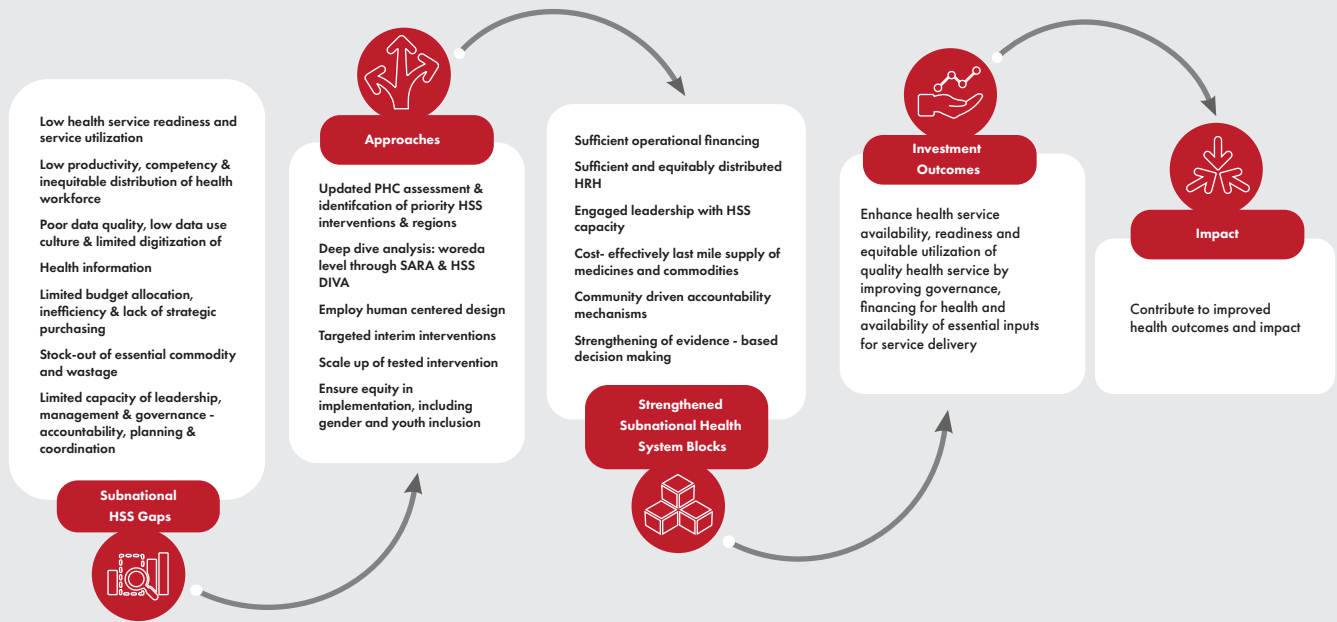 Low health service readiness and
service utilization
Low productivity, competency &
inequitable distribution of health
workforce
Poor data quality, low data use
culture & limited digitization of
Health information
Limited budget allocation,
inefficiency & lack of strategic
purchasing
Stock-out of essential commodity
and wastage
Limited capacity of leadership,
management & governance -
accountability, planning &
coordination
Subnational
HSS Gaps
Approaches
Updated PHC assessment &
identifcation of priority HSS
interventions & regions
Deep dive analysis: woreda
level through SARA & HSS
DIVA
Employ human centered design
Targeted interim interventions
Scale up of tested intervention
Ensure equity in
implementation, including
gender and youth inclusion
Sufficient operational financing
Sufficient and equitably distributed
HRH
Engaged leadership with HSS
capacity
Cost- effectively last mile supply of
medicines and commodities
Community driven accountability
mechanisms
Strengthening of evidence - based
decision making
Strengthened
Subnational Health
System Blocks
Investment
Outcomes
Enhance health service
availability, readiness and
equitable utilization of
quality health service by
improving governance,
financing for health and
availability of essential inputs
for service delivery
Impact
Contribute to improved
health outcomes and impact